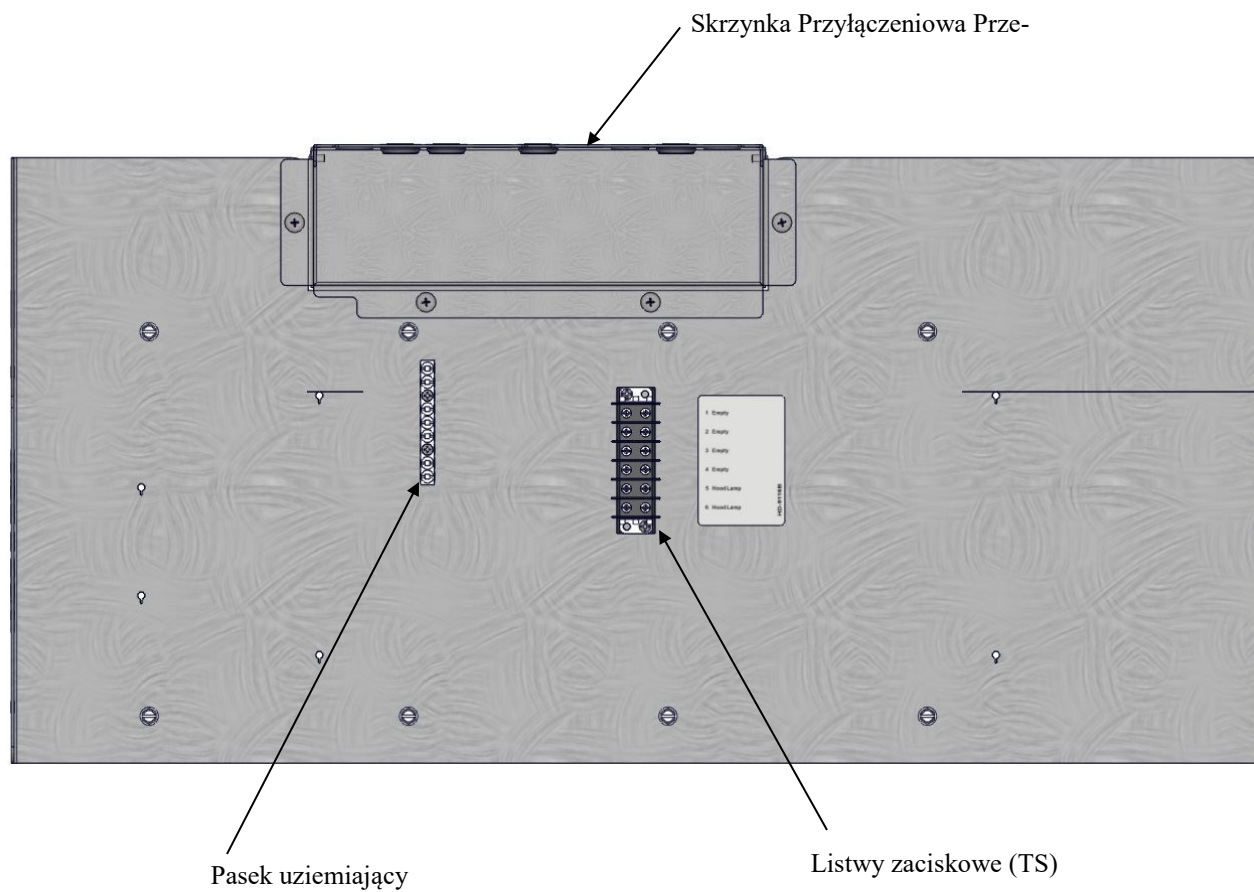 Skrzynka Przyłączeniowa Prze-
1 Empty
2 Empty
3 Empty
4 Empty
5 Hood Lamp
6 Hood Lamp
Listwy zaciskowe (TS)
Pasek uziemiający